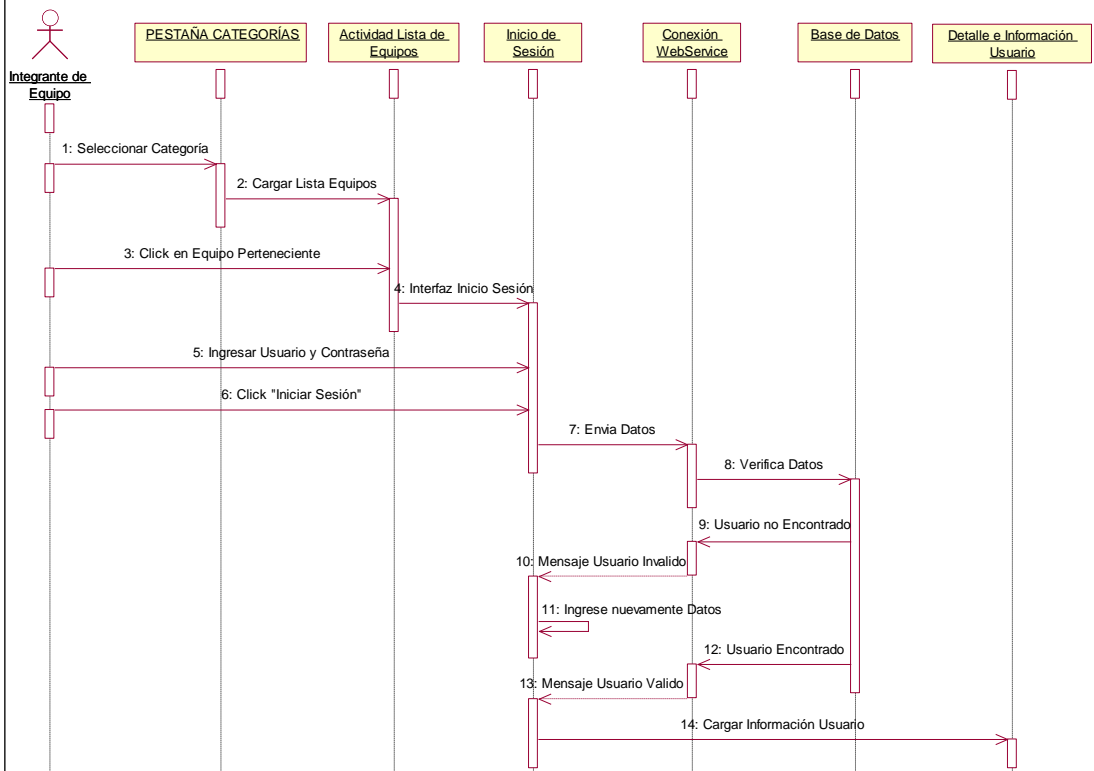 PESTAÑA CATEGORÍAS
Actividad Lista de
Equipos
Inicio de
Sesión
Conexión
WebService
Base de Datos
Detalle e Información
Usuario
Integrante de
Equipo
1: Seleccionar Categoría
2: Cargar Lista Equipos
3: Click en Equipo Perteneciente
4: Interfaz Inicio Sesión
5: Ingresar Usuario y Contraseña
6: Click "Iniciar Sesión"
7: Envia Datos
8: Verifica Datos
9: Usuario no Encontrado
10: Mensaje Usuario Invalido
11: Ingrese nuevamente Datos
12: Usuario Encontrado
13: Mensaje Usuario Valido
14: Cargar Información Usuario